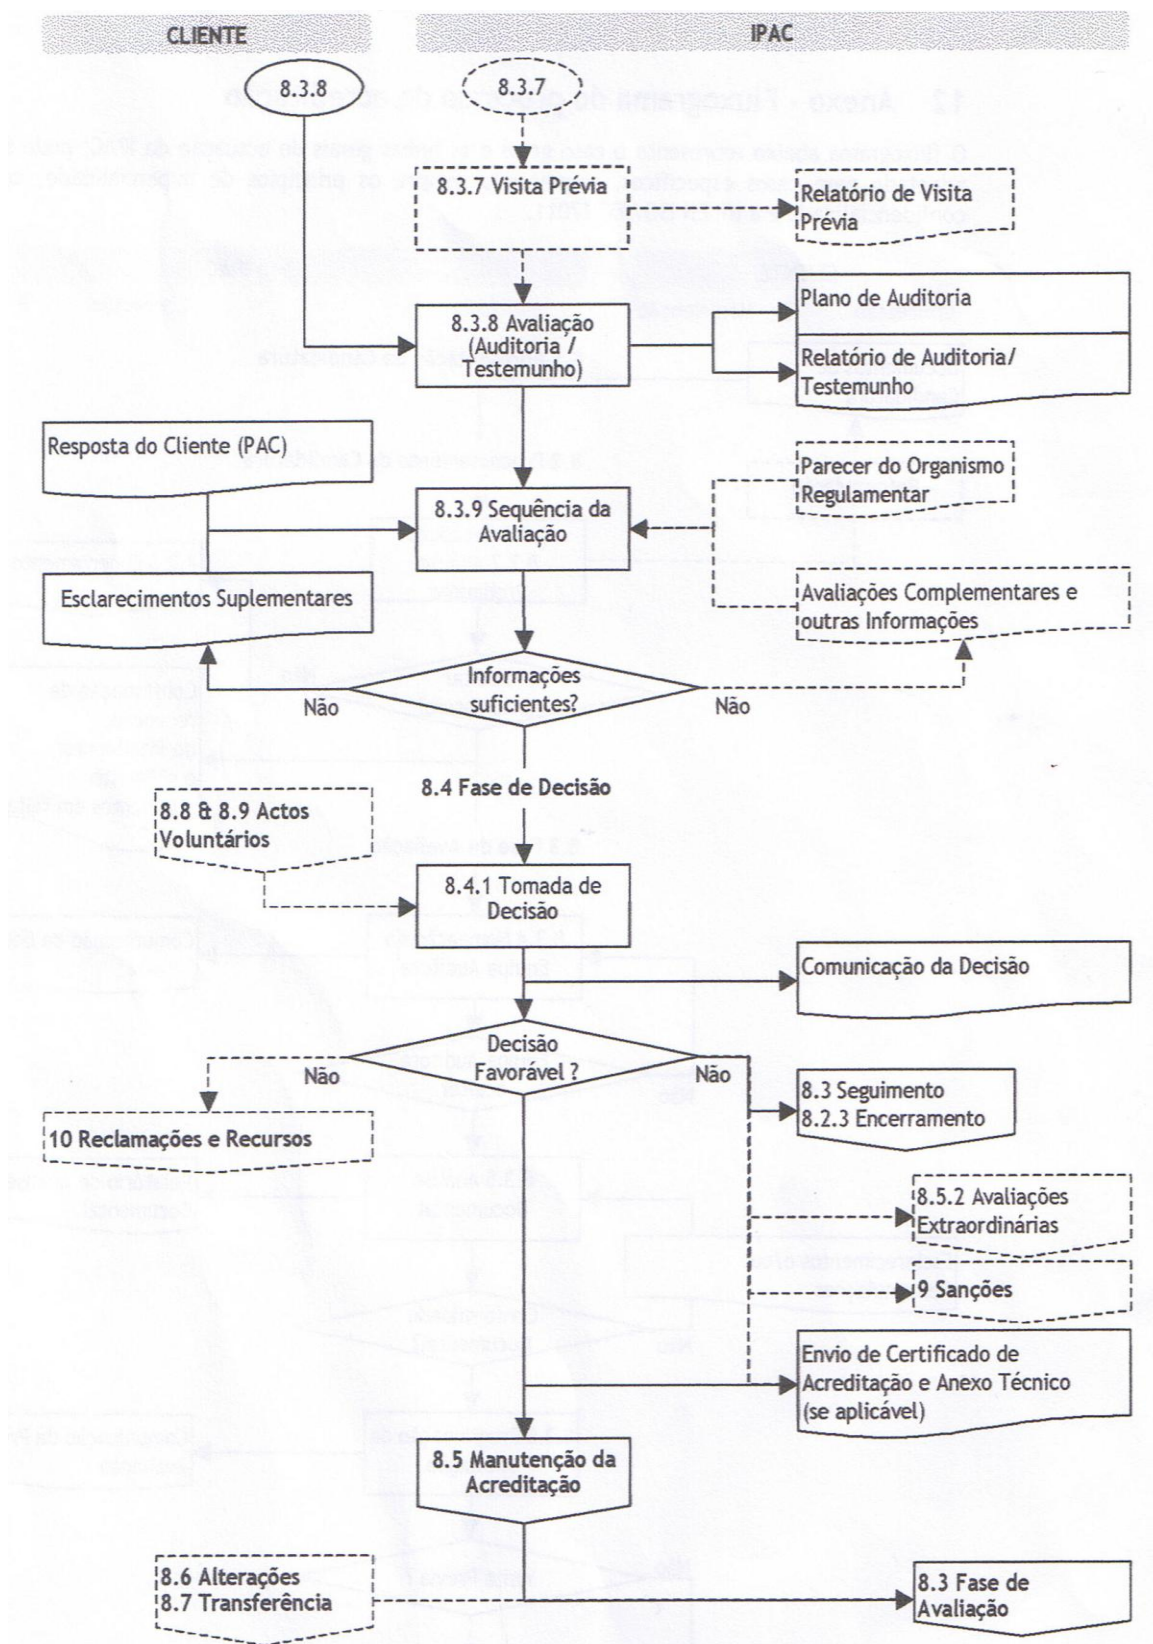 CLIENTE
IPAC
8.3.8
8.3.7
8.3.7 Visita Prévia
Relatório de Visita
Prévia
8.3.8 Avaliação
(Auditoria /
Testemunho)
Plano de Auditoria
Relatório de Auditoria/
Testemunho
Resposta do Cliente (PAC)
Parecer do Organismo
Regulamentar
8.3.9 Sequência da
Avaliação
Esclarecimentos Suplementares
Avaliações Complementares e
outras Informações
Informações
suficientes?
Não
Não
8.4 Fase de Decisão
8.8 & 8.9 Actos
Voluntários
8.4.1 Tomada de
Decisão
Comunicação da Decisão
Decisão
Favorável ?
Não
Não
8.3 Seguimento
8.2.3 Encerramento
10 Reclamações e Recursos
8.5.2 Avaliações
Extraordinárias
9 Sanções
Envio de Certificado de
Acreditação e Anexo Técnico
(se aplicável)
8.5 Manutenção da
Acreditação
8.6 Alterações
8.7 Transferência
8.3 Fase de
Avaliação